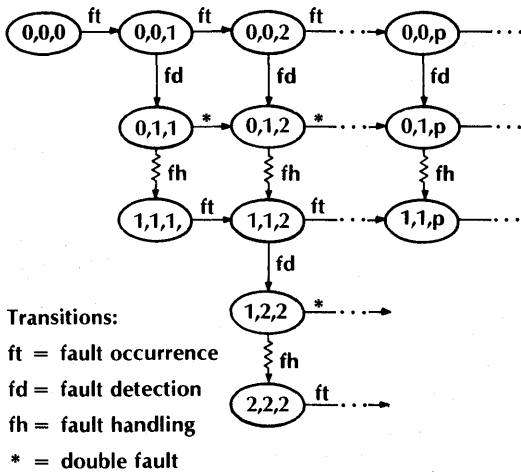 ft ft ft
0,0,0 0,0,1 0,0,2 ··· 0,0,p ···
fd fd fd
0,1,1 * 0,1,2 * ··· 0,1,p ···
fh fh fh
1,1,1, ft 1,1,2 ft ··· 1,1,p ···
fd
1,2,2 * ···
fh
2,2,2 ft ···
Transitions:
ft = fault occurrence
fd = fault detection
fh = fault handling
* = double fault